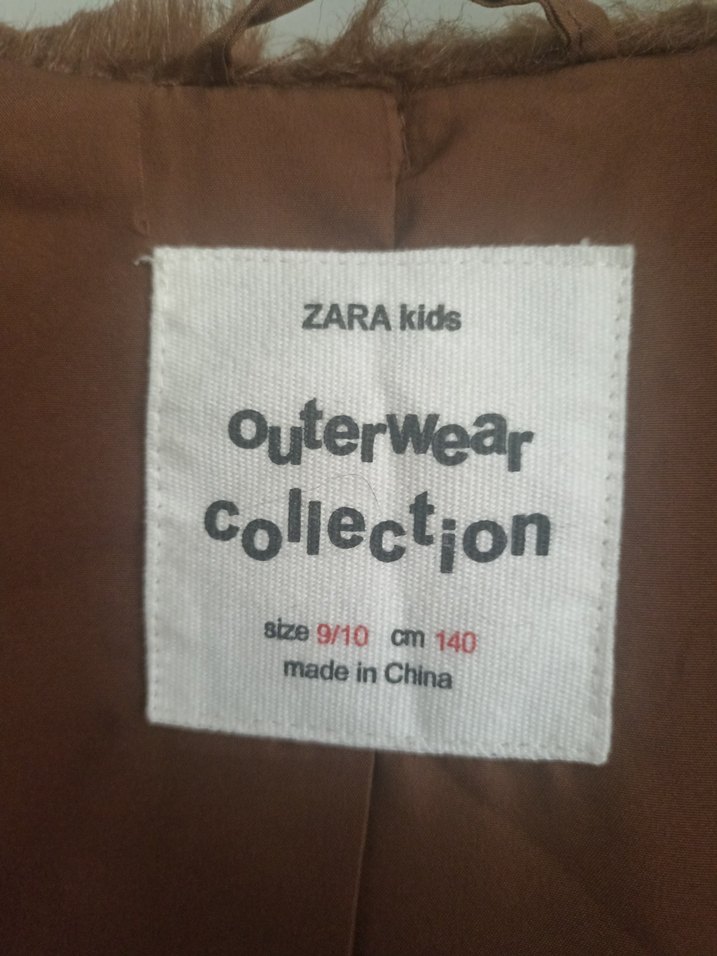 ZARA kids
outerwear
collection
size 9/10 cm 140
made in China